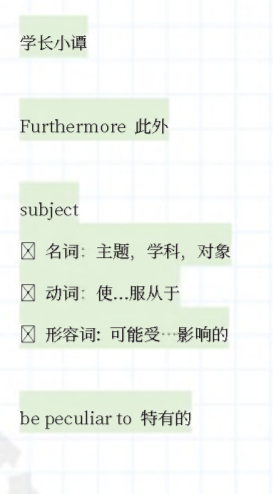 学长小谭
Furthermore 此外
subject
☒ 名词：主题，学科，对象
☒ 动词：使…服从于
☒ 形容词：可能受…影响的
be peculiar to 特有的